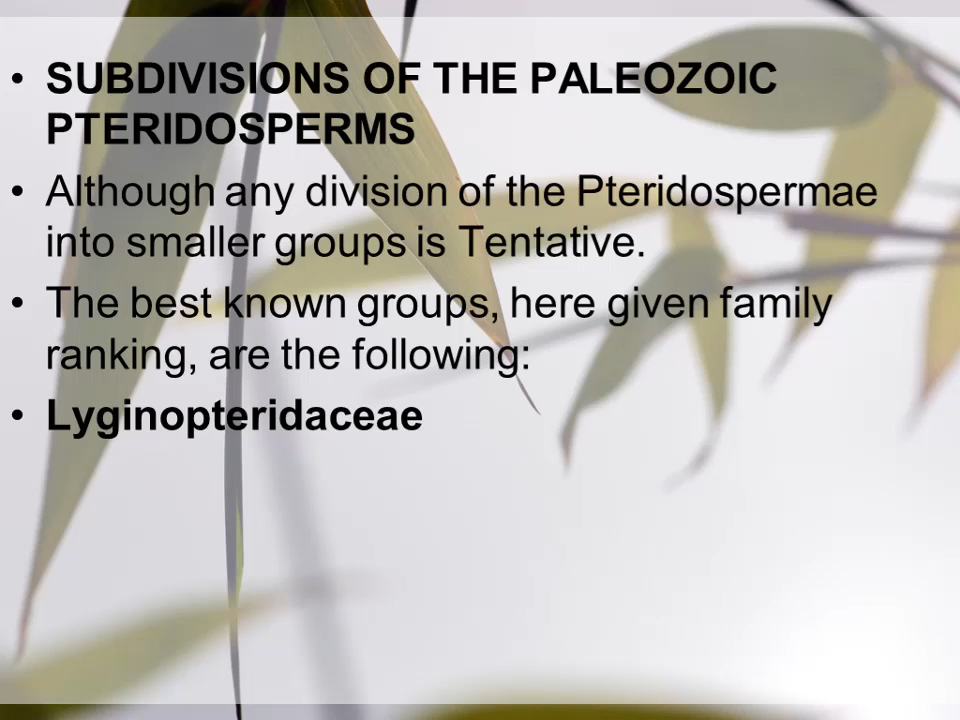 • SUBDIVISIONS OF THE PALEOZOIC
PTERIDOSPERMS
• Although any division of the Pteridospermae
into smaller groups is Tentative.
• The best known groups, here given family
ranking, are the following:
• Lyginopteridaceae